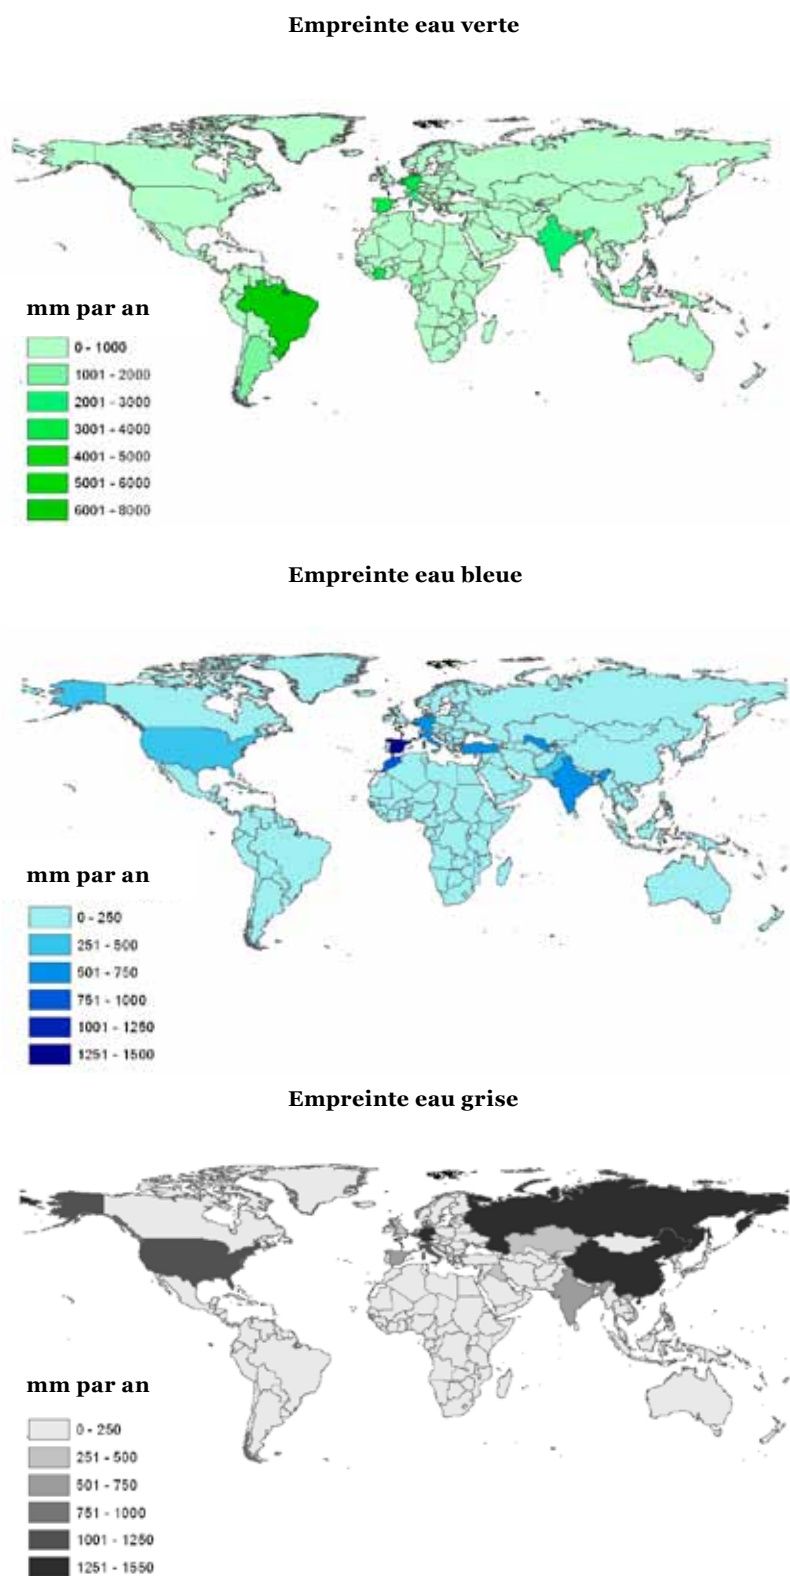 Empreinte eau verte
mm par an
0 - 1000
1001 - 2000
2001 - 3000
3001 - 4000
4001 - 5000
5001 - 6000
6001 - 8000
Empreinte eau bleue
mm par an
0 - 250
251 - 500
501 - 750
751 - 1000
1001 - 1250
1251 - 1500
Empreinte eau grise
mm par an
0 - 250
251 - 500
501 - 750
751 - 1000
1001 - 1250
1251 - 1550